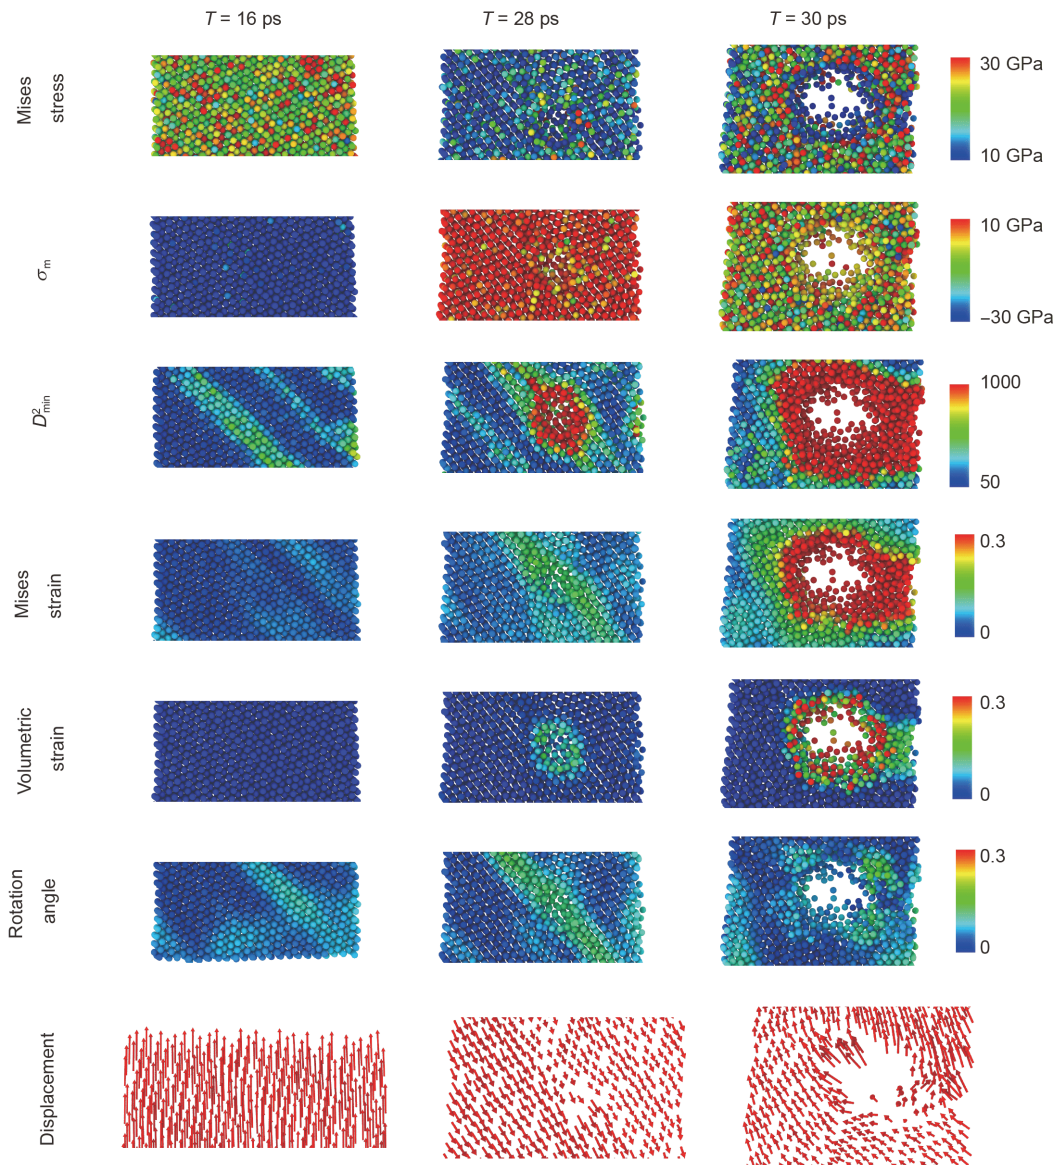 T = 16 ps
T = 28 ps
T = 30 ps
Mises
stress
30 GPa
10 GPa
σm
10 GPa
−30 GPa
D²min
1000
50
Mises
strain
0.3
0
Volumetric
strain
0.3
0
Rotation
angle
0.3
0
Displacement